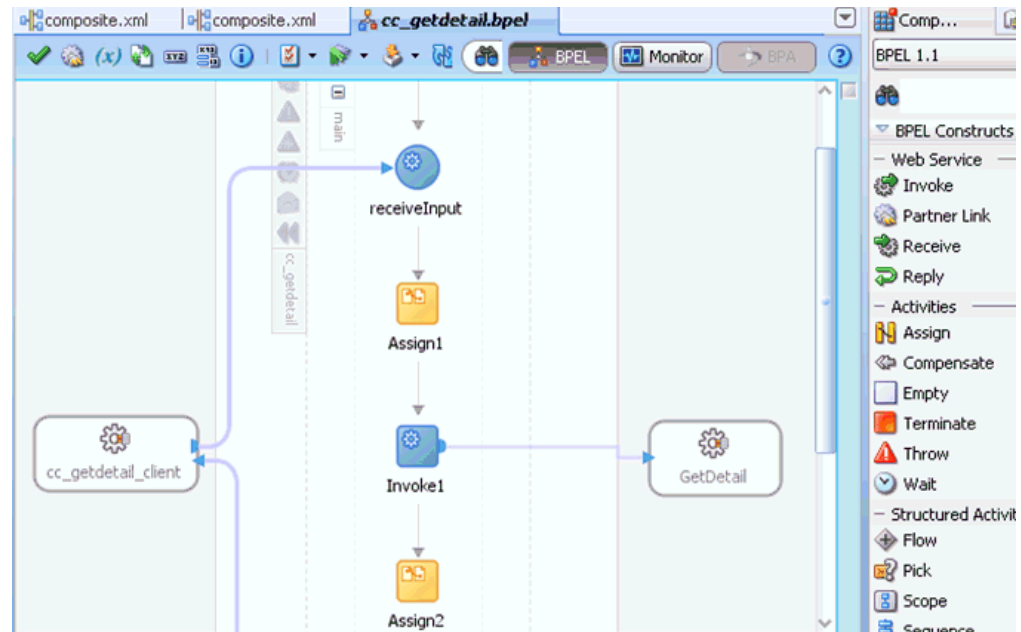 composite.xml
composite.xml
cc_getdetail.bpel
Comp...
(x)
XYZ
BPEL
Monitor
BPA
?
BPEL 1.1
main
receiveInput
cc_getdetail
Assign1
cc_getdetail_client
Invoke1
GetDetail
Assign2
BPEL Constructs
Web Service
Invoke
Partner Link
Receive
Reply
Activities
Assign
Compensate
Empty
Terminate
Throw
Wait
Structured Activit
Flow
Pick
Scope
Sequence